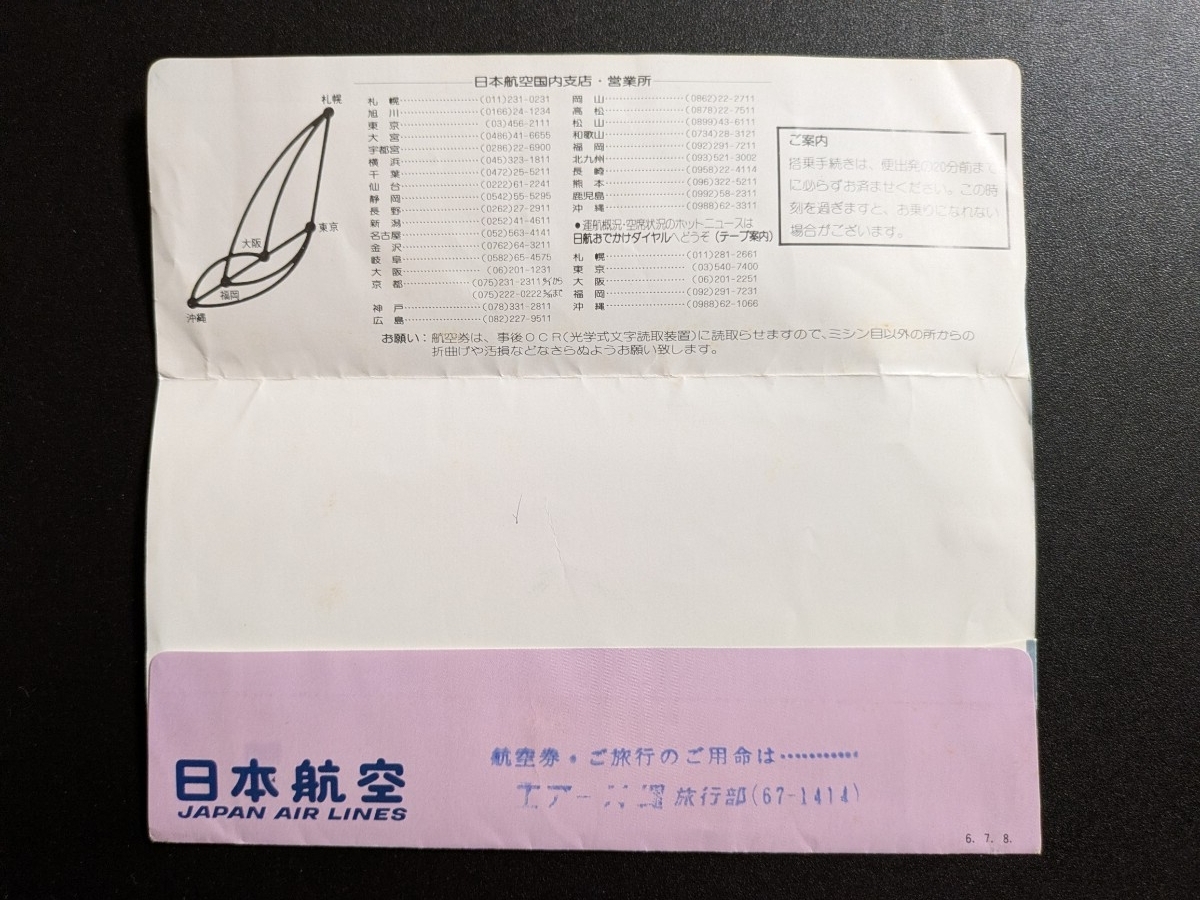 日本航空国内支店・営業所
札幌
東京
大阪
福岡
沖縄
札幌……(011)231-0231
旭川……(0166)24-1234
東京……(03)456-2111
大宮……(0486)41-6655
宇都宮……(0286)22-6900
横浜……(045)323-1811
千葉……(0472)25-5211
仙台……(0222)61-2241
静岡……(0542)55-5295
長野……(0262)27-2911
新潟……(0252)41-4611
名古屋……(052)563-4141
金沢……(0762)64-3211
岐阜……(0582)65-4575
大阪……(06)201-1231
京都……(075)231-2311
(075)222-0222
神戸……(078)331-2811
広島……(082)227-9511
岡山……(0862)22-2711
高松……(0878)22-7511
松山……(0899)43-6111
和歌山……(0734)28-3121
福岡……(092)291-7211
北九州……(093)521-3002
長崎……(0958)22-4114
熊本……(096)322-5211
鹿児島……(0992)58-2311
沖縄……(0988)62-3311
●運航概況・空席状況のホットニュースは
日航おでかけダイヤルへどうぞ(テープ案内)
札幌……(011)281-2661
東京……(03)540-7400
大阪……(06)201-2251
福岡……(092)291-7231
沖縄……(0988)62-1066
ご案内
搭乗手続きは、便出発の20分前まで
に必らずお済ませください。この時
刻を過ぎますと、お乗りになれない
場合がございます。
お願い:航空券は、事後OCR(光学式文字読取装置)に読取らせますので、ミシン目以外の所からの
折曲げや汚損などなさらぬようお願い致します。
日本航空
JAPAN AIR LINES
航空券・ご旅行のご用命は…………
エアー 旅行部(67-1414)
6. 7. 8.